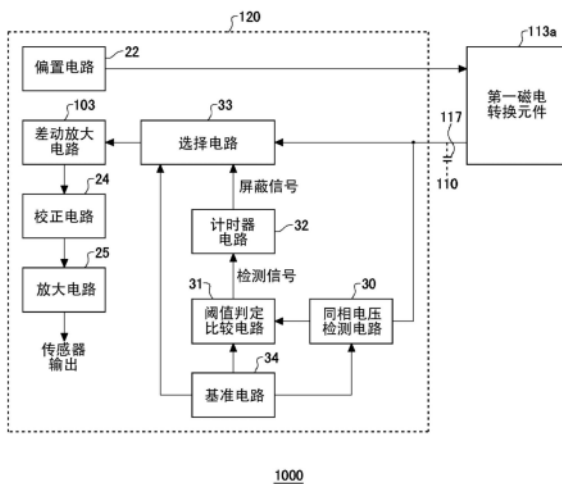 120
偏置电路
22
113a
第一磁电
转换元件
103
差动放大
电路
33
选择电路
117
110
屏蔽信号
24
校正电路
计时器
电路
32
检测信号
25
放大电路
31
阈值判定
比较电路
30
同相电压
检测电路
传感器
输出
34
基准电路
1000